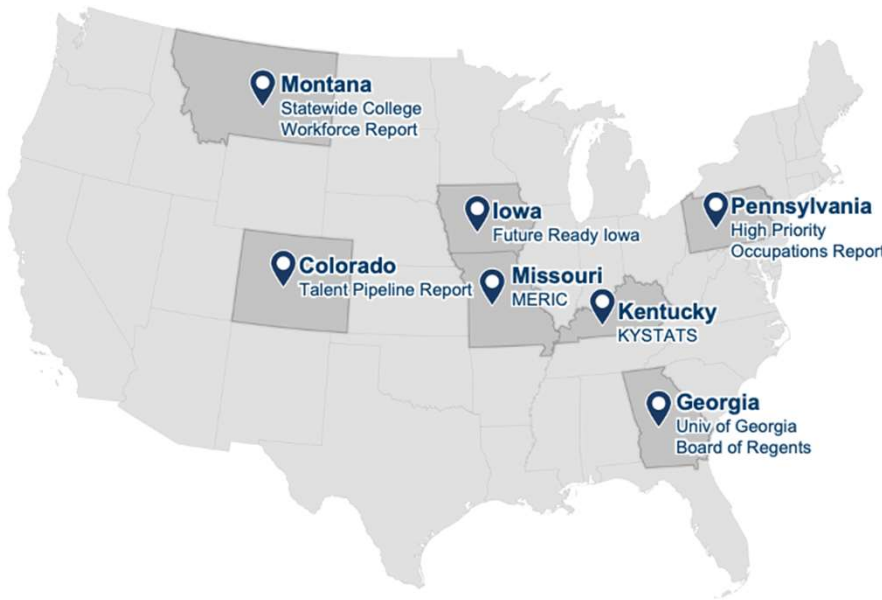 Montana
Statewide College
Workforce Report
Iowa
Future Ready Iowa
Pennsylvania
High Priority
Occupations Report
Colorado
Talent Pipeline Report
Missouri
MERIC
Kentucky
KYSTATS
Georgia
Univ of Georgia
Board of Regents